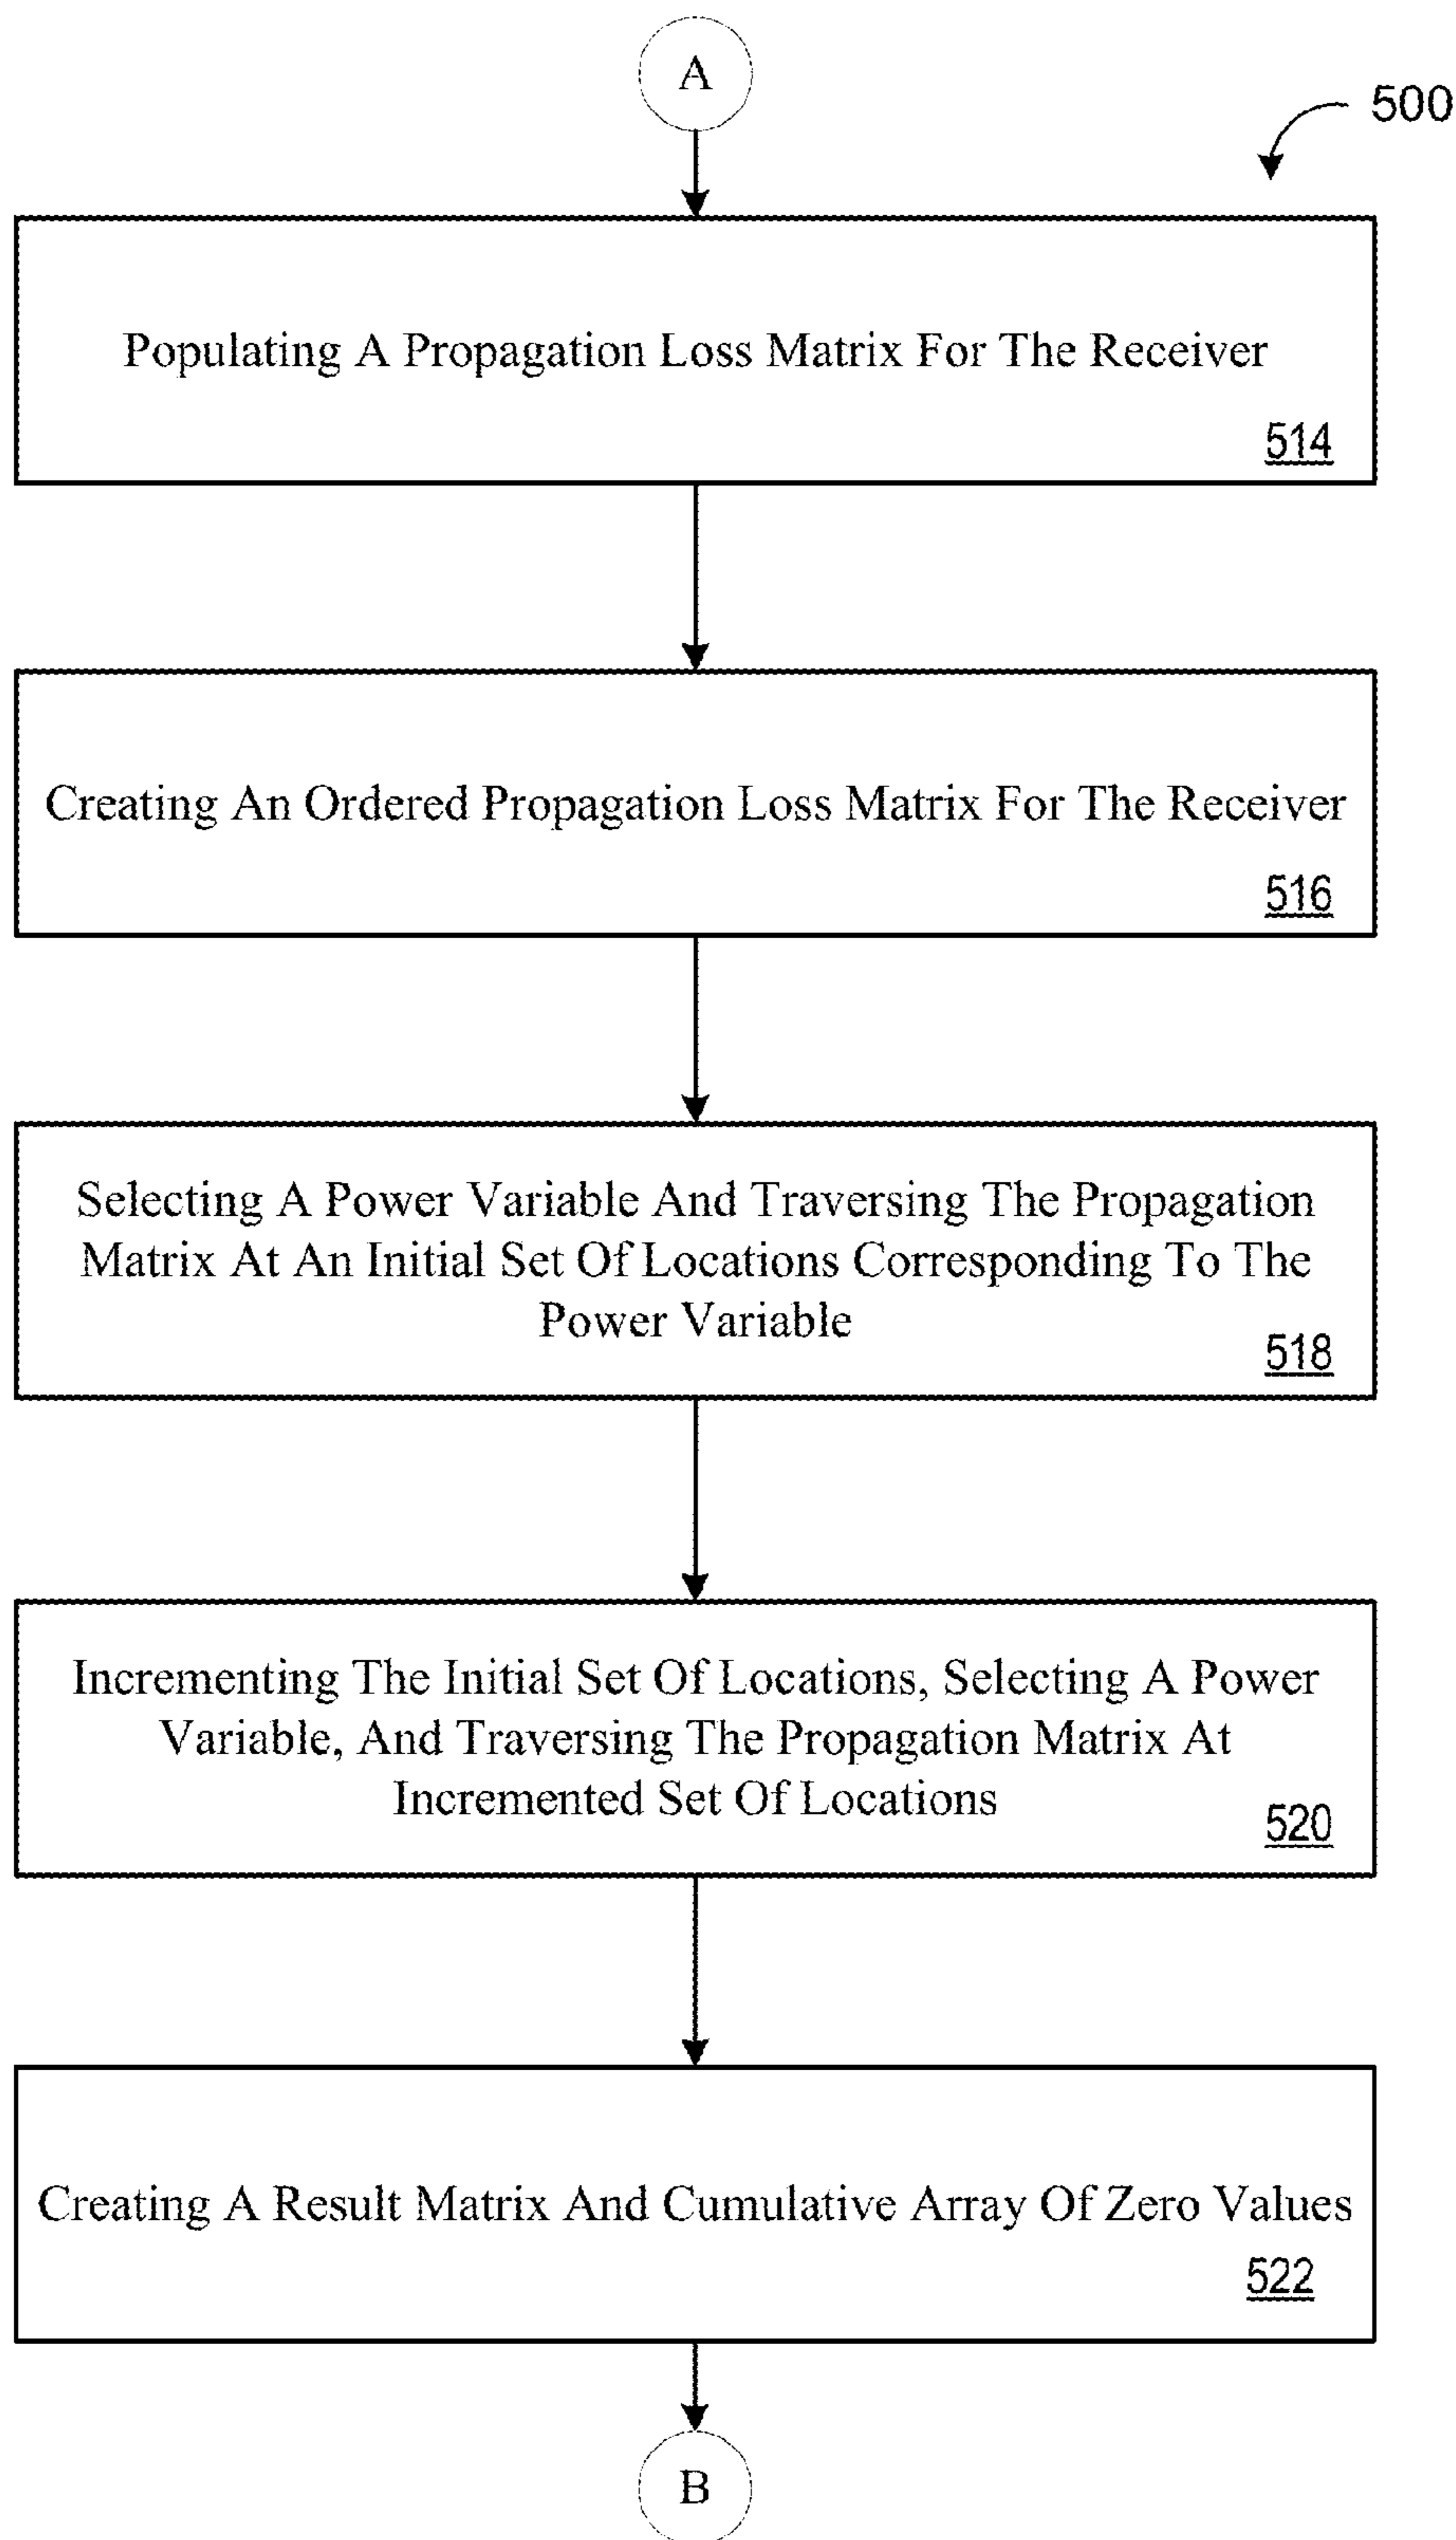 A
500
Populating A Propagation Loss Matrix For The Receiver
514
Creating An Ordered Propagation Loss Matrix For The Receiver
516
Selecting A Power Variable And Traversing The Propagation
Matrix At An Initial Set Of Locations Corresponding To The
Power Variable
518
Incrementing The Initial Set Of Locations, Selecting A Power
Variable, And Traversing The Propagation Matrix At
Incremented Set Of Locations
520
Creating A Result Matrix And Cumulative Array Of Zero Values
522
B